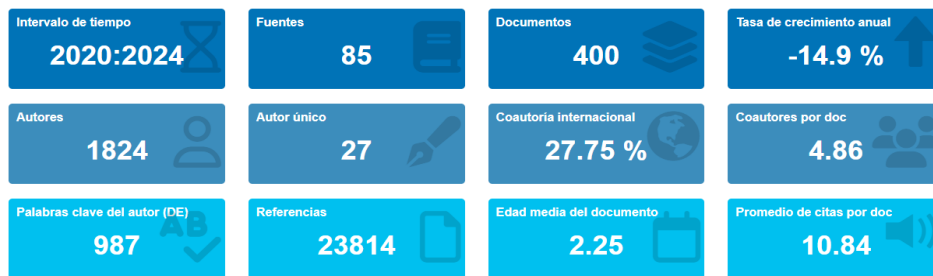 Intervalo de tiempo
2020:2024
Fuentes
85
Documentos
400
Tasa de crecimiento anual
-14.9 %
Autores
1824
Autor único
27
Coautoría internacional
27.75 %
Coautores por doc
4.86
Palabras clave del autor (DE)
987
AB
Referencias
23814
Edad media del documento
2.25
Promedio de citas por doc
10.84